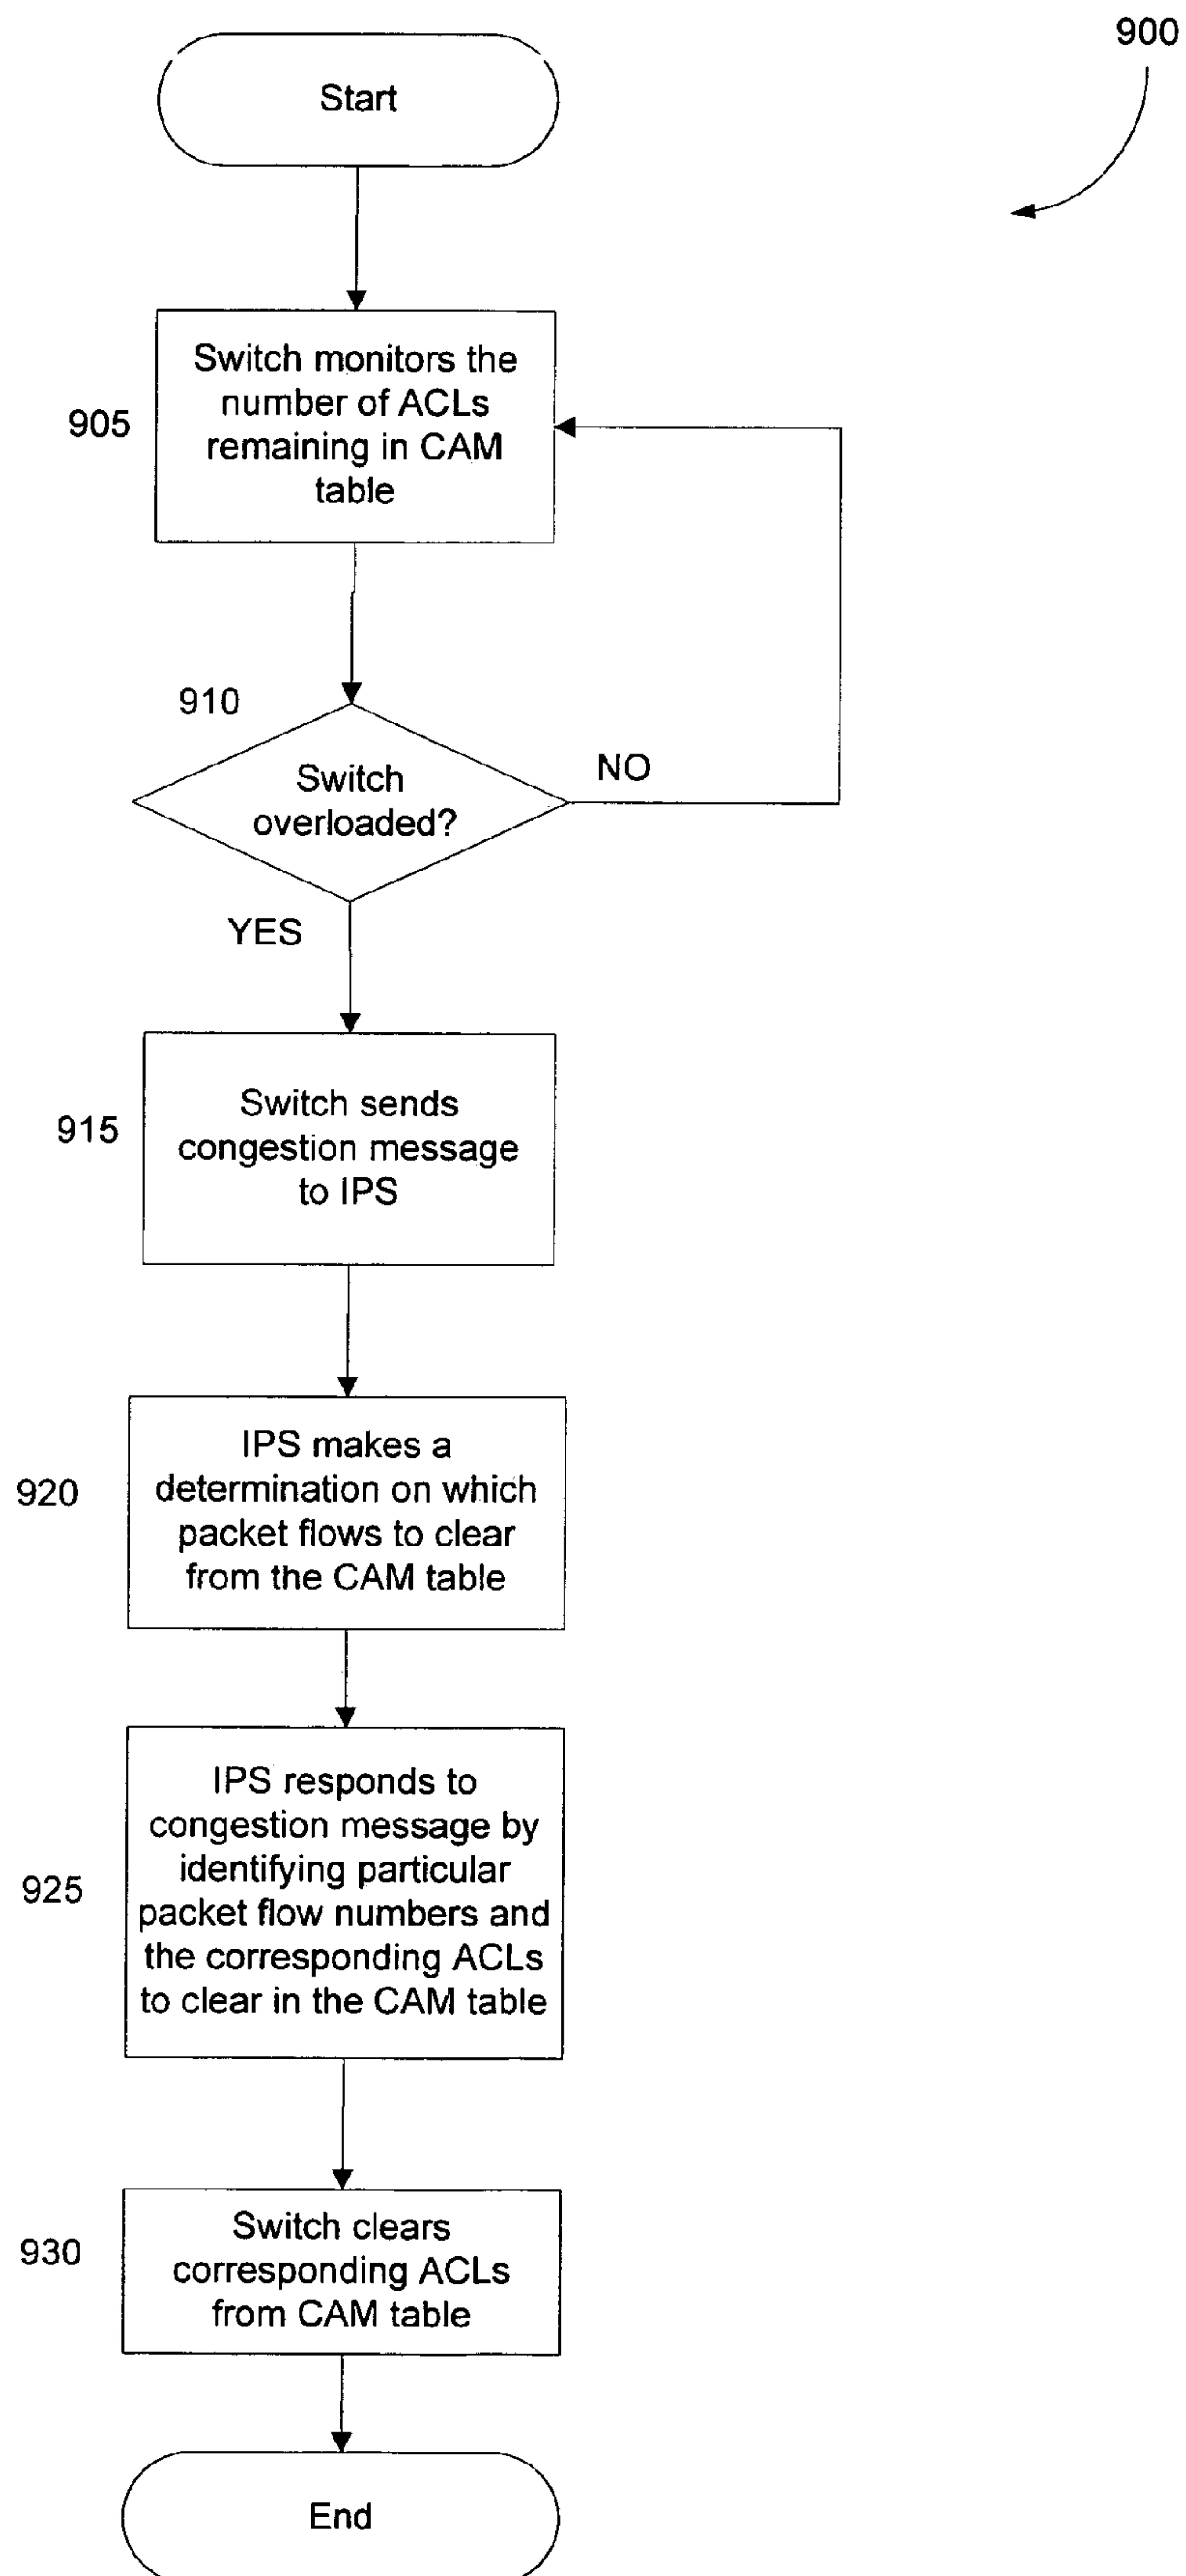 900
Start
905
Switch monitors the
number of ACLs
remaining in CAM
table
910
Switch
overloaded?
NO
YES
915
Switch sends
congestion message
to IPS
920
IPS makes a
determination on which
packet flows to clear
from the CAM table
925
IPS responds to
congestion message by
identifying particular
packet flow numbers and
the corresponding ACLs
to clear in the CAM table
930
Switch clears
corresponding ACLs
from CAM table
End